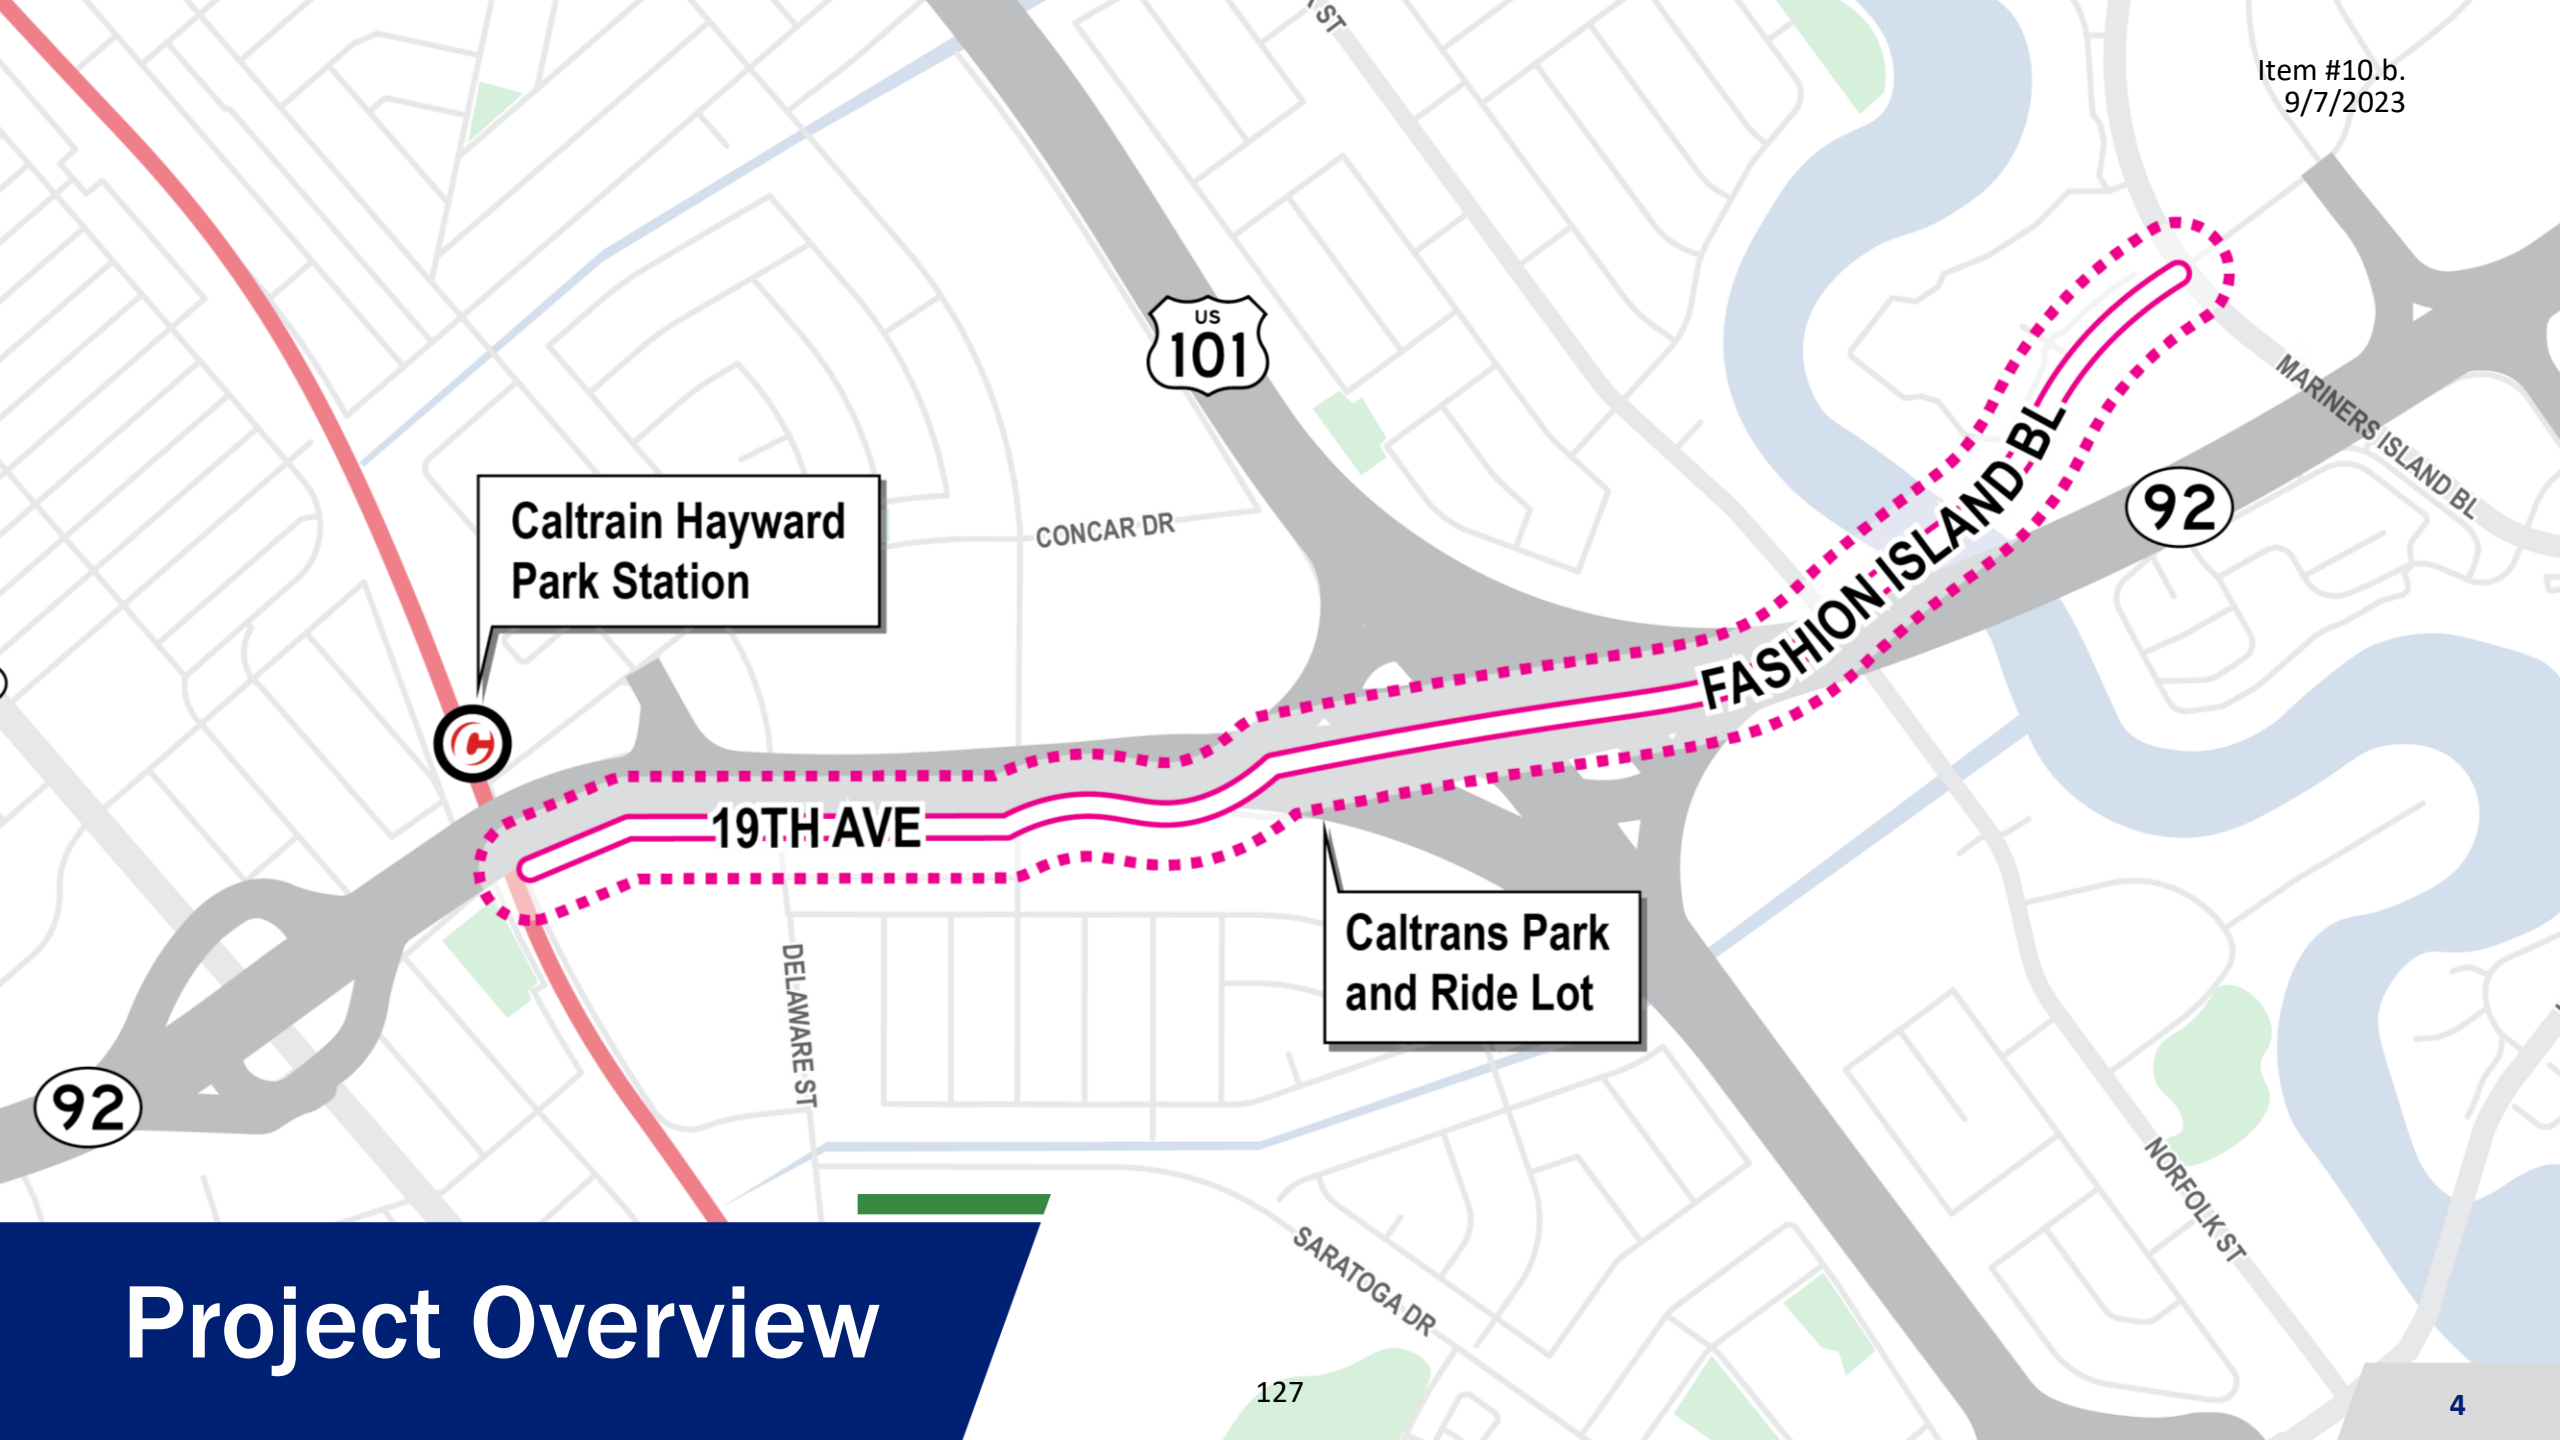 ST
Item #10.b.
9/7/2023
US
101
MARINERS ISLAND BL
Caltrain Hayward
Park Station
CONCAR DR
92
FASHION ISLAND BL
C
19TH AVE
Caltrans Park
and Ride Lot
DELAWARE ST
92
NORFOLK ST
SARATOGA DR
Project Overview
127
4